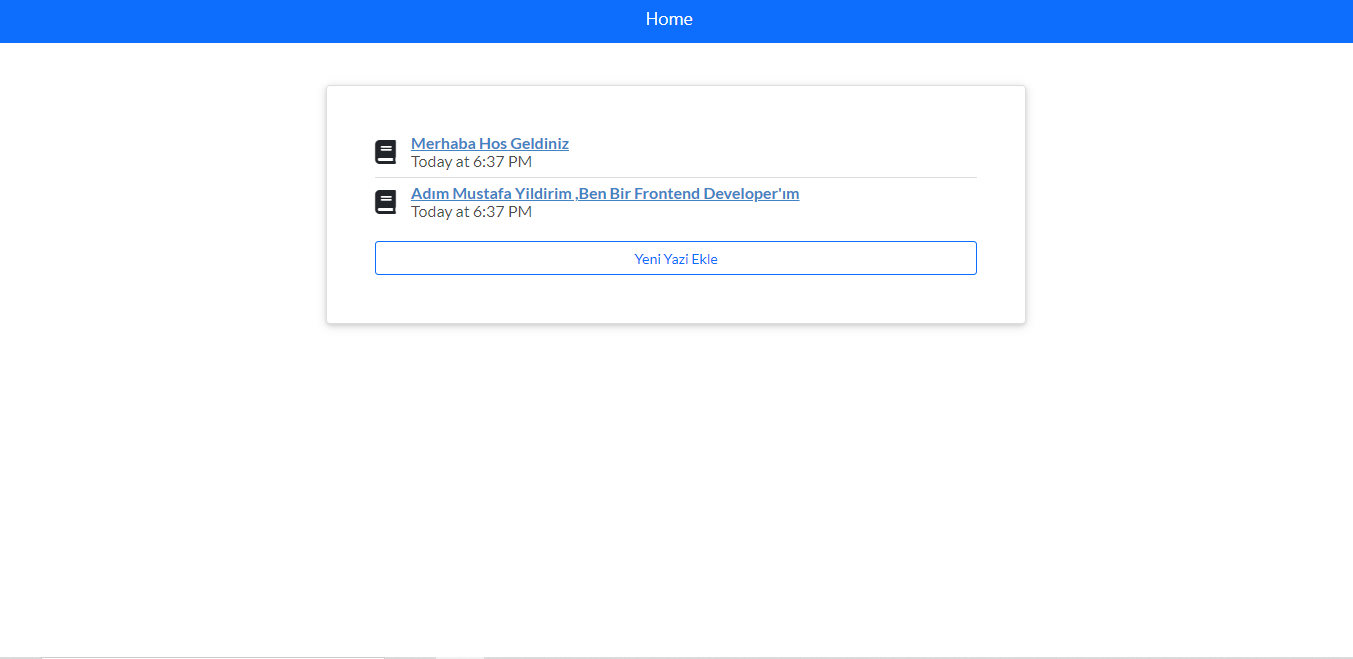 Home
Merhaba Hos Geldiniz
Today at 6:37 PM
Adım Mustafa Yildirim ,Ben Bir Frontend Developer'ım
Today at 6:37 PM
Yeni Yazi Ekle